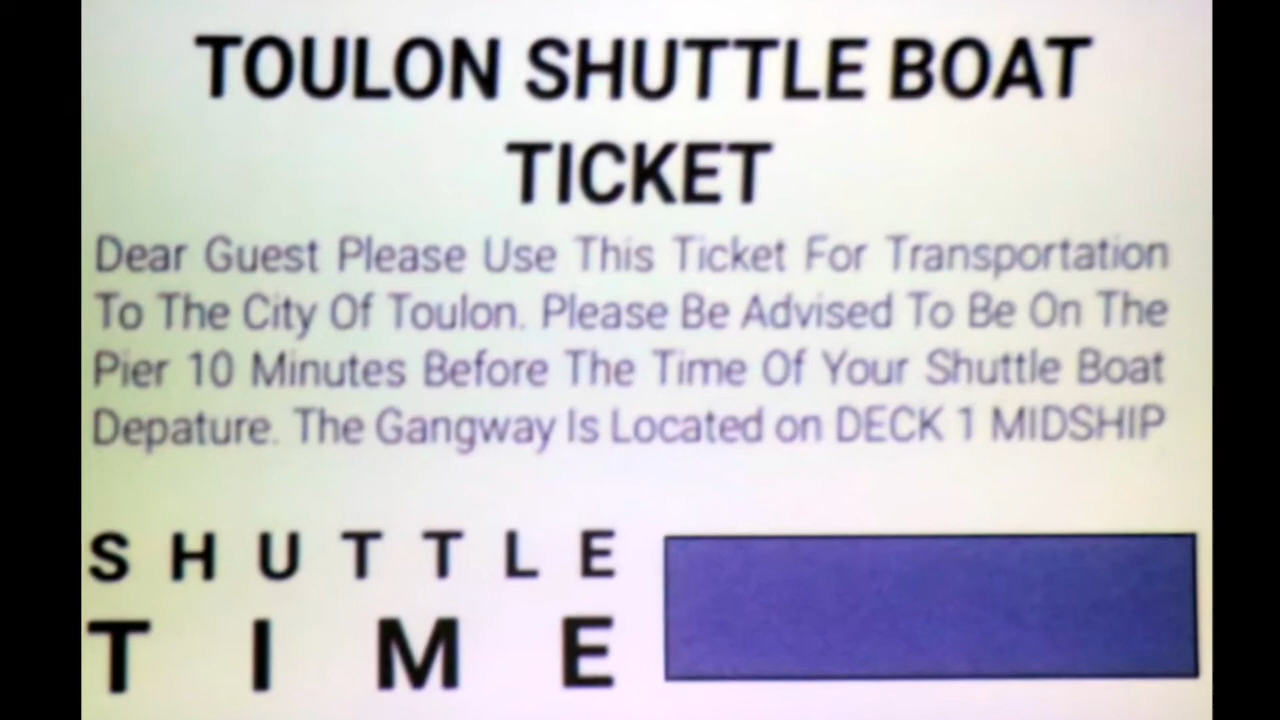 TOULON SHUTTLE BOAT
TICKET
Dear Guest Please Use This Ticket For Transportation
To The City Of Toulon. Please Be Advised To Be On The
Pier 10 Minutes Before The Time Of Your Shuttle Boat
Depature. The Gangway Is Located on DECK 1 MIDSHIP
SHUTTLE
TIME